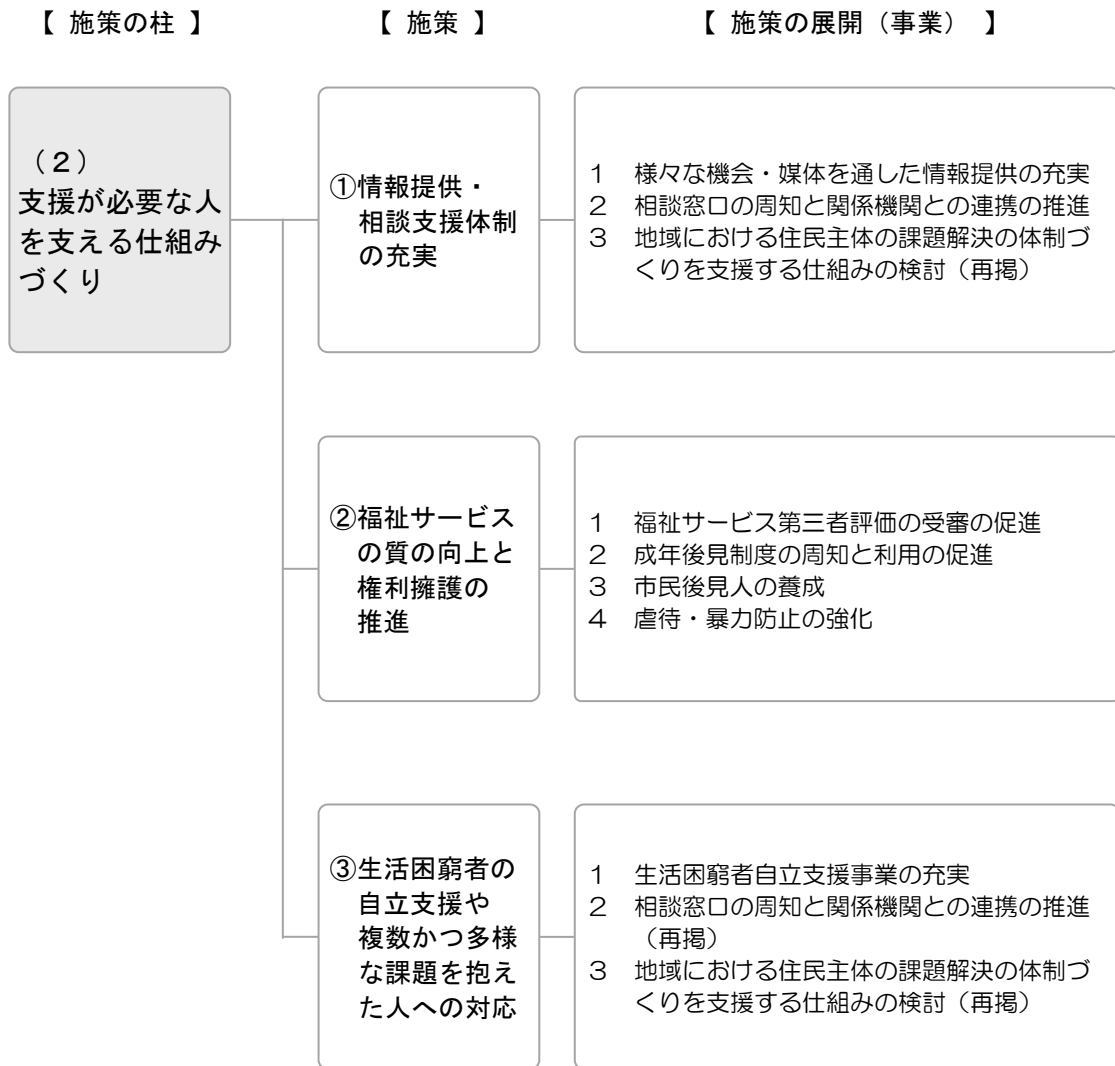 【 施策の柱 】
【 施策 】
【 施策の展開（事業） 】
（２）
支援が必要な人
を支える仕組み
づくり
①情報提供・
相談支援体制
の充実
１ 様々な機会・媒体を通した情報提供の充実
２ 相談窓口の周知と関係機関との連携の推進
３ 地域における住民主体の課題解決の体制づ
くりを支援する仕組みの検討（再掲）
②福祉サービス
の質の向上と
権利擁護の
推進
１ 福祉サービス第三者評価の受審の促進
２ 成年後見制度の周知と利用の促進
３ 市民後見人の養成
４ 虐待・暴力防止の強化
③生活困窮者の
自立支援や
複数かつ多様
な課題を抱え
た人への対応
１ 生活困窮者自立支援事業の充実
２ 相談窓口の周知と関係機関との連携の推進
（再掲）
３ 地域における住民主体の課題解決の体制づ
くりを支援する仕組みの検討（再掲）